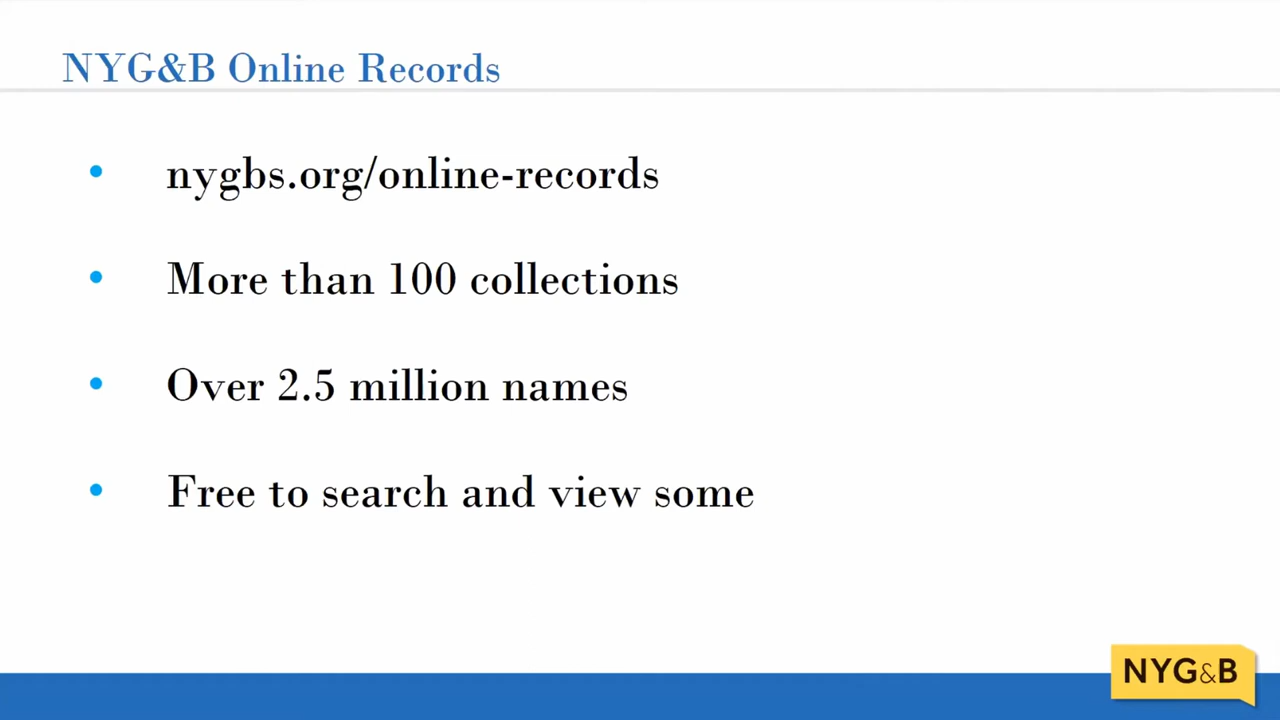 NYG&B Online Records
• nygbs.org/online-records
• More than 100 collections
• Over 2.5 million names
• Free to search and view some
NYG&B